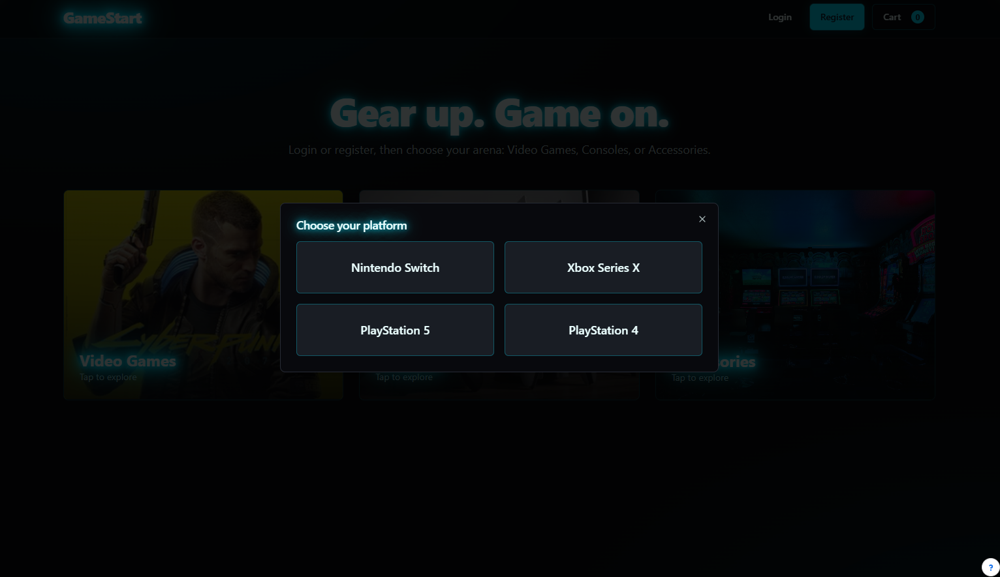 GameStart
Login
Register
Cart
0
Gear up. Game on.
Login or register, then choose your arena: Video Games, Consoles, or Accessories.
Choose your platform
Nintendo Switch
Xbox Series X
PlayStation 5
PlayStation 4
Video Games
Tap to explore
Tap to explore
ories
Tap to explore
?